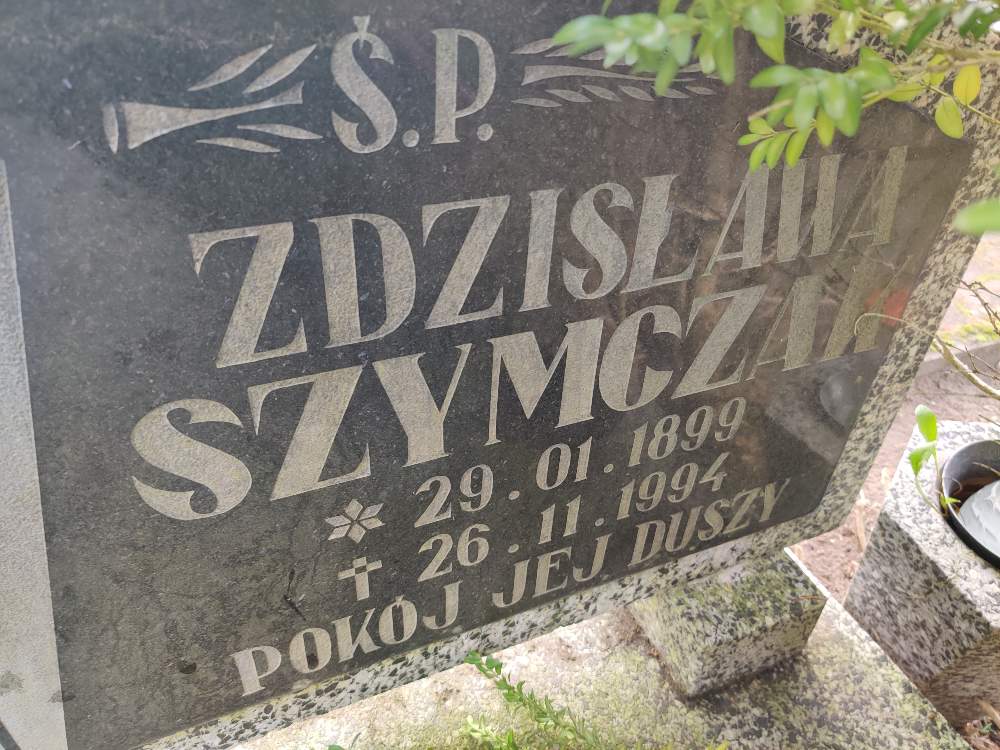 Ś.P.
ZDZISŁAWA
SZYMCZAK
29.01.1899
26.11.1994
POKÓJ JEJ DUSZY